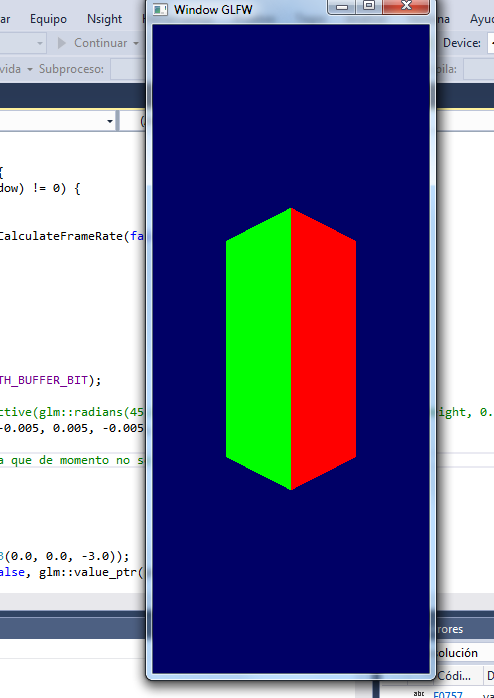 Window GLFW
ar Equipo Nsight
na Ayud
Continuar
Device:
vida Subproceso:
pila:
{
dow) != 0) {
CalculateFrameRate(fa
TH_BUFFER_BIT);
ctive(glm::radians(45
ight, 0.
-0.005, 0.005, -0.005
a que de momento no s
3(0.0, 0.0, -3.0));
alse, glm::value_ptr(
rores
olución
Códi... D
abc E0757 va